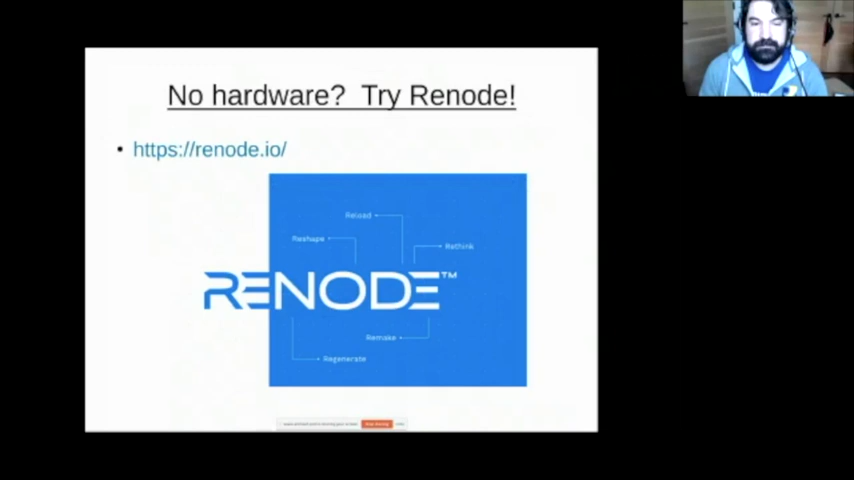 No hardware? Try Renode!
• https://renode.io/
Reload
Reshape
Rethink
RENODE™
Remake
Regenerate